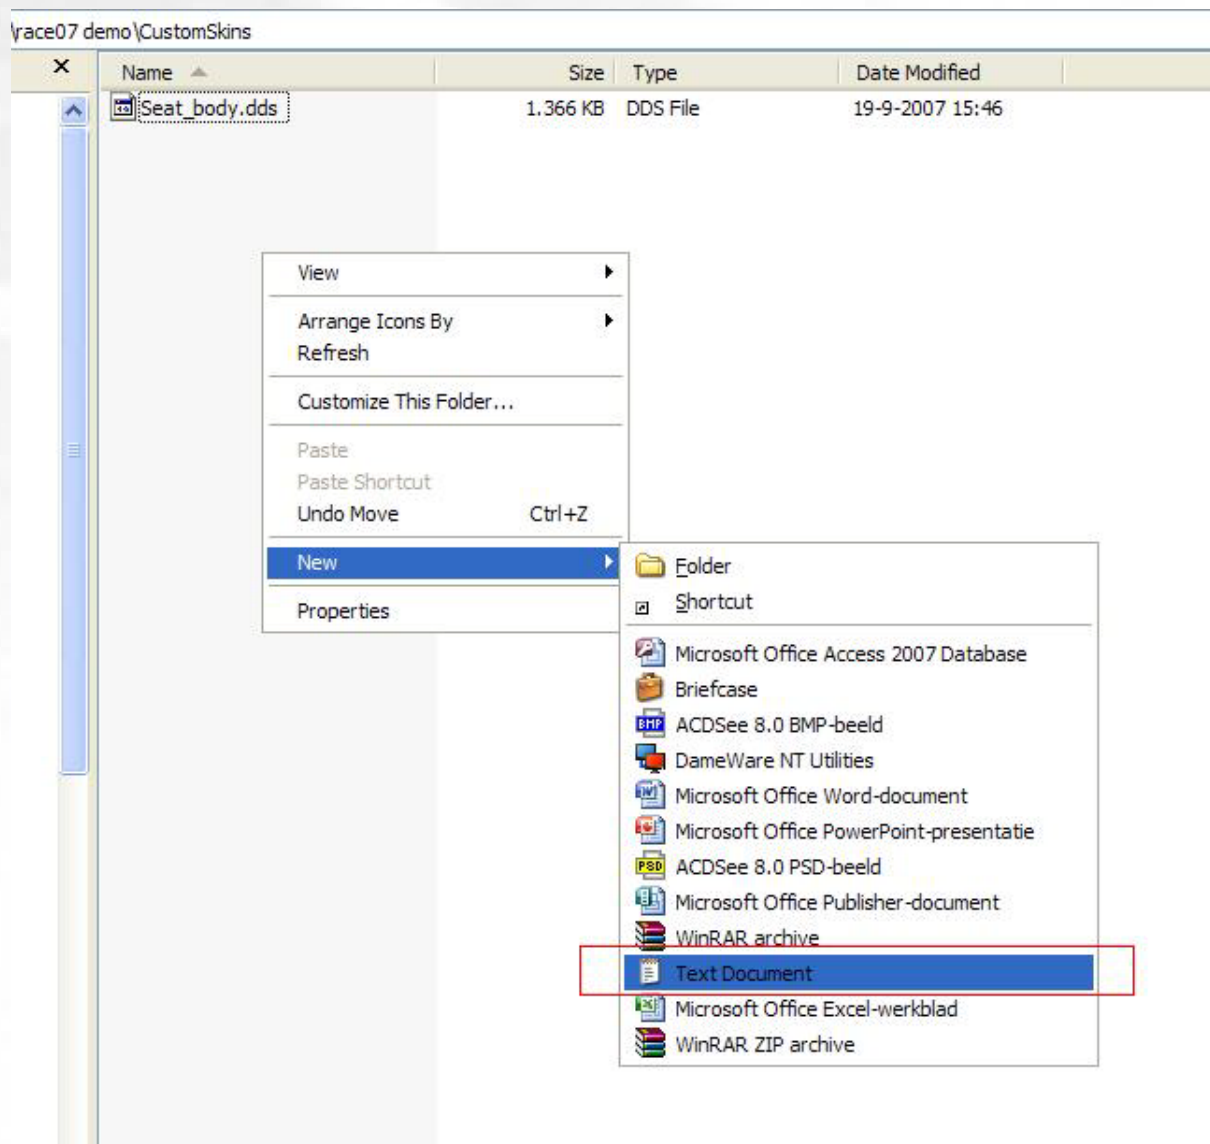 \race07 demo\CustomSkins
Name Size Type Date Modified
Seat_body.dds 1.366 KB DDS File 19-9-2007 15:46
View
Arrange Icons By
Refresh
Customize This Folder...
Paste
Paste Shortcut
Undo Move Ctrl+Z
New
Properties
Folder
Shortcut
Microsoft Office Access 2007 Database
Briefcase
BMP ACDSee 8.0 BMP-beeld
DameWare NT Utilities
Microsoft Office Word-document
Microsoft Office PowerPoint-presentatie
PSD ACDSee 8.0 PSD-beeld
Microsoft Office Publisher-document
WinRAR archive
Text Document
Microsoft Office Excel-werkblad
WinRAR ZIP archive